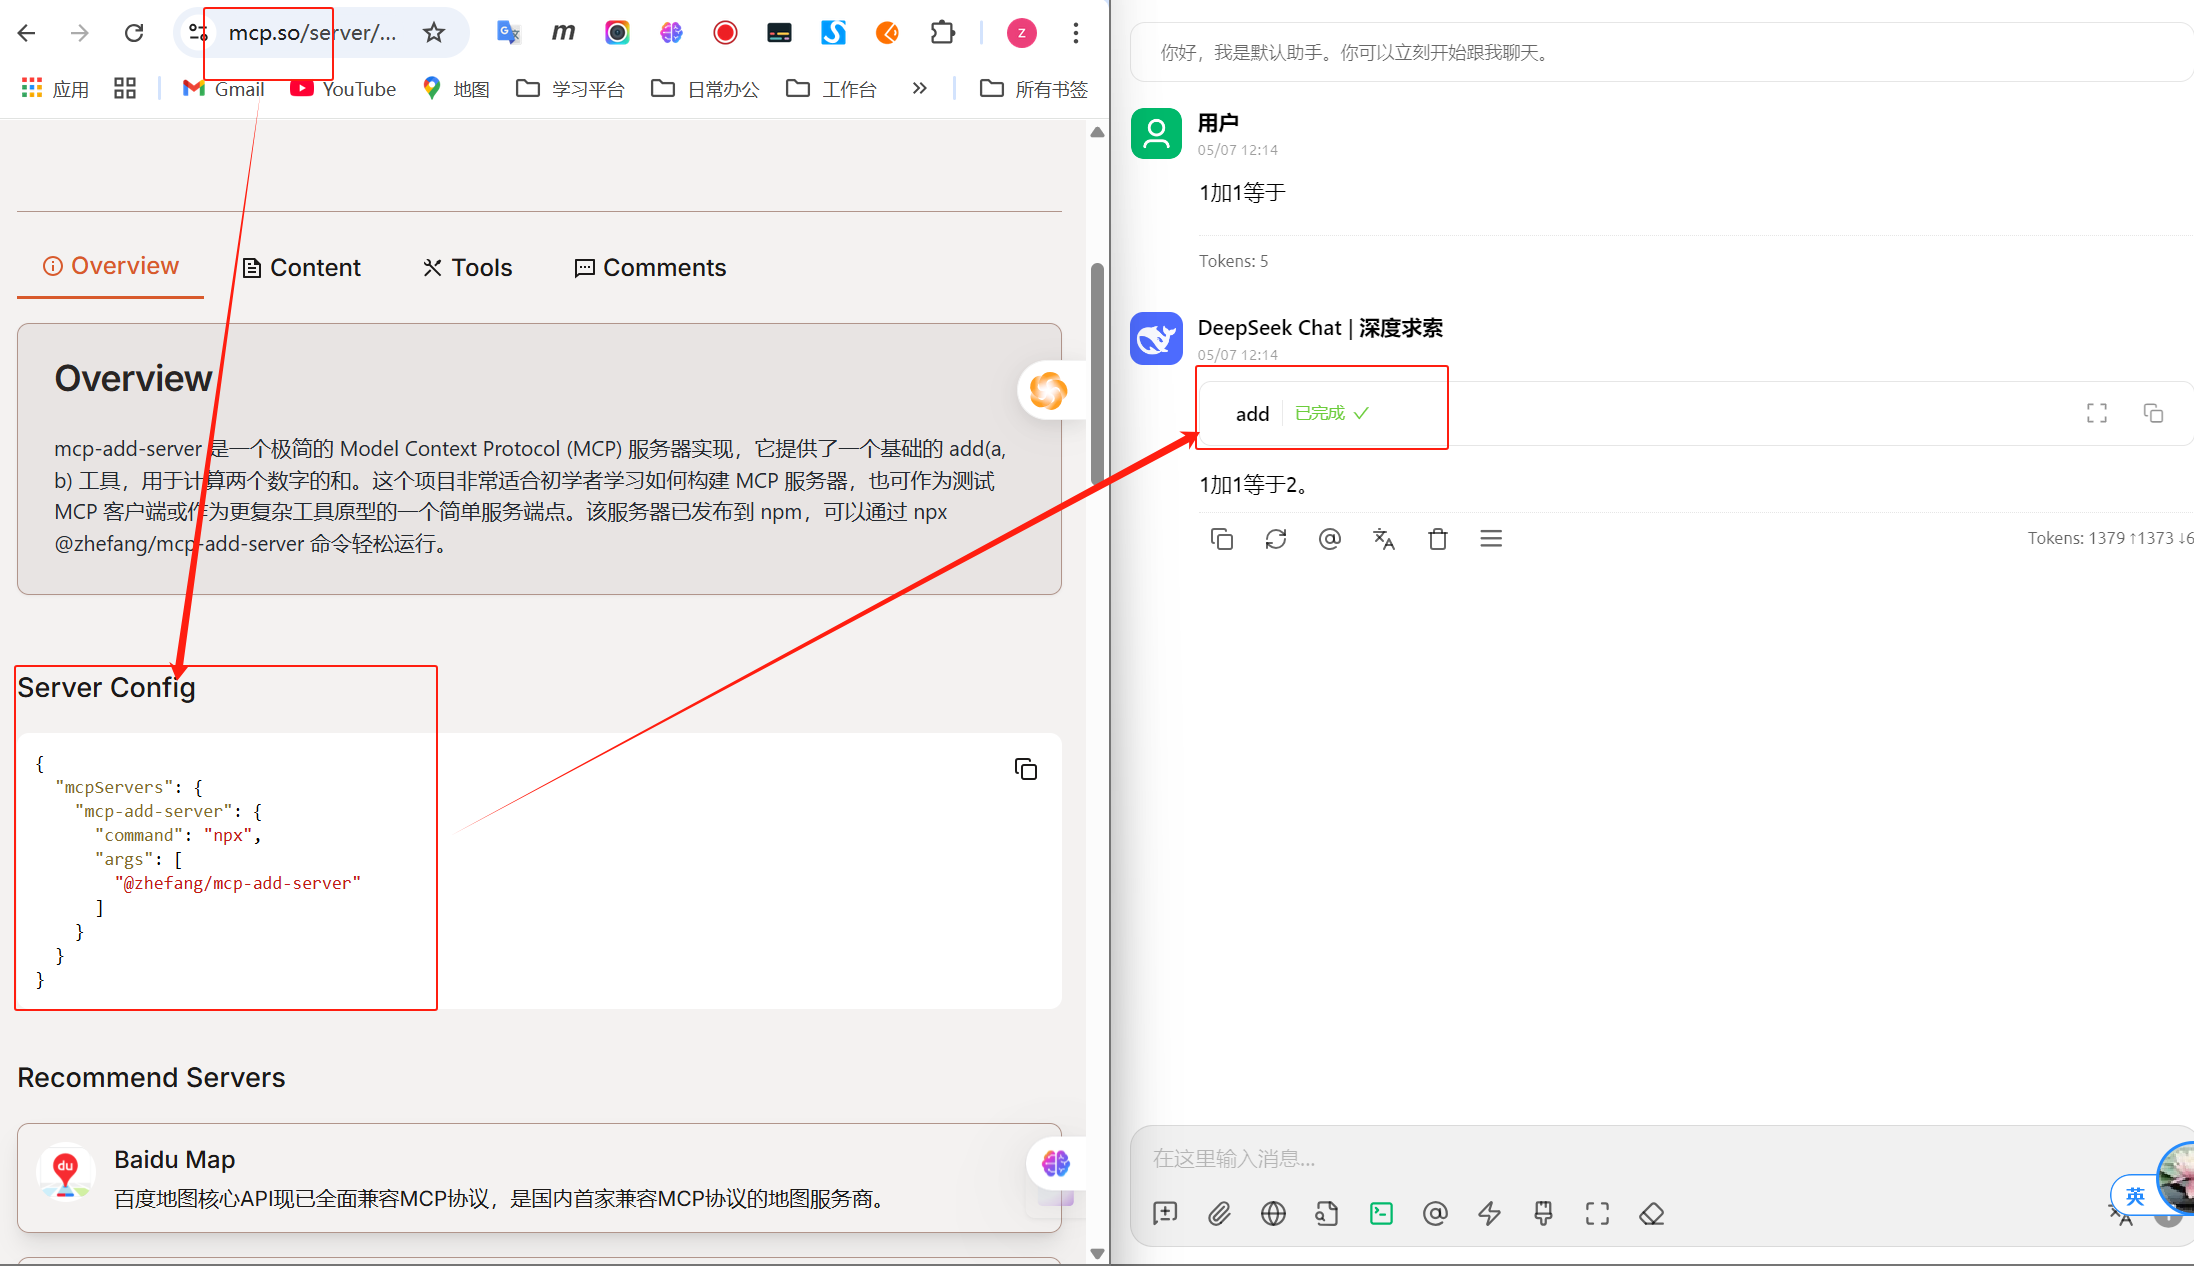 mcp.so/server/...
应用
Gmail
YouTube
地图
学习平台
日常办公
工作台
»
所有书签
Overview
Content
Tools
Comments
Overview
mcp-add-server 是一个极简的 Model Context Protocol (MCP) 服务器实现，它提供了一个基础的 add(a,
b) 工具，用于计算两个数字的和。这个项目非常适合初学者学习如何构建 MCP 服务器，也可作为测试
MCP 客户端或作为更复杂工具原型的一个简单服务端点。该服务器已发布到 npm，可以通过 npx
@zhefang/mcp-add-server 命令轻松运行。
Server Config
{
"mcpServers": {
"mcp-add-server": {
"command": "npx",
"args": [
"@zhefang/mcp-add-server"
]
}
}
}
Recommend Servers
du
Baidu Map
百度地图核心API现已全面兼容MCP协议，是国内首家兼容MCP协议的地图服务商。
你好，我是默认助手。你可以立刻开始跟我聊天。
用户
05/07 12:14
1加1等于
Tokens: 5
DeepSeek Chat | 深度求索
05/07 12:14
add
已完成
1加1等于2。
Tokens: 1379 ↑1373 ↓6
在这里输入消息...
英